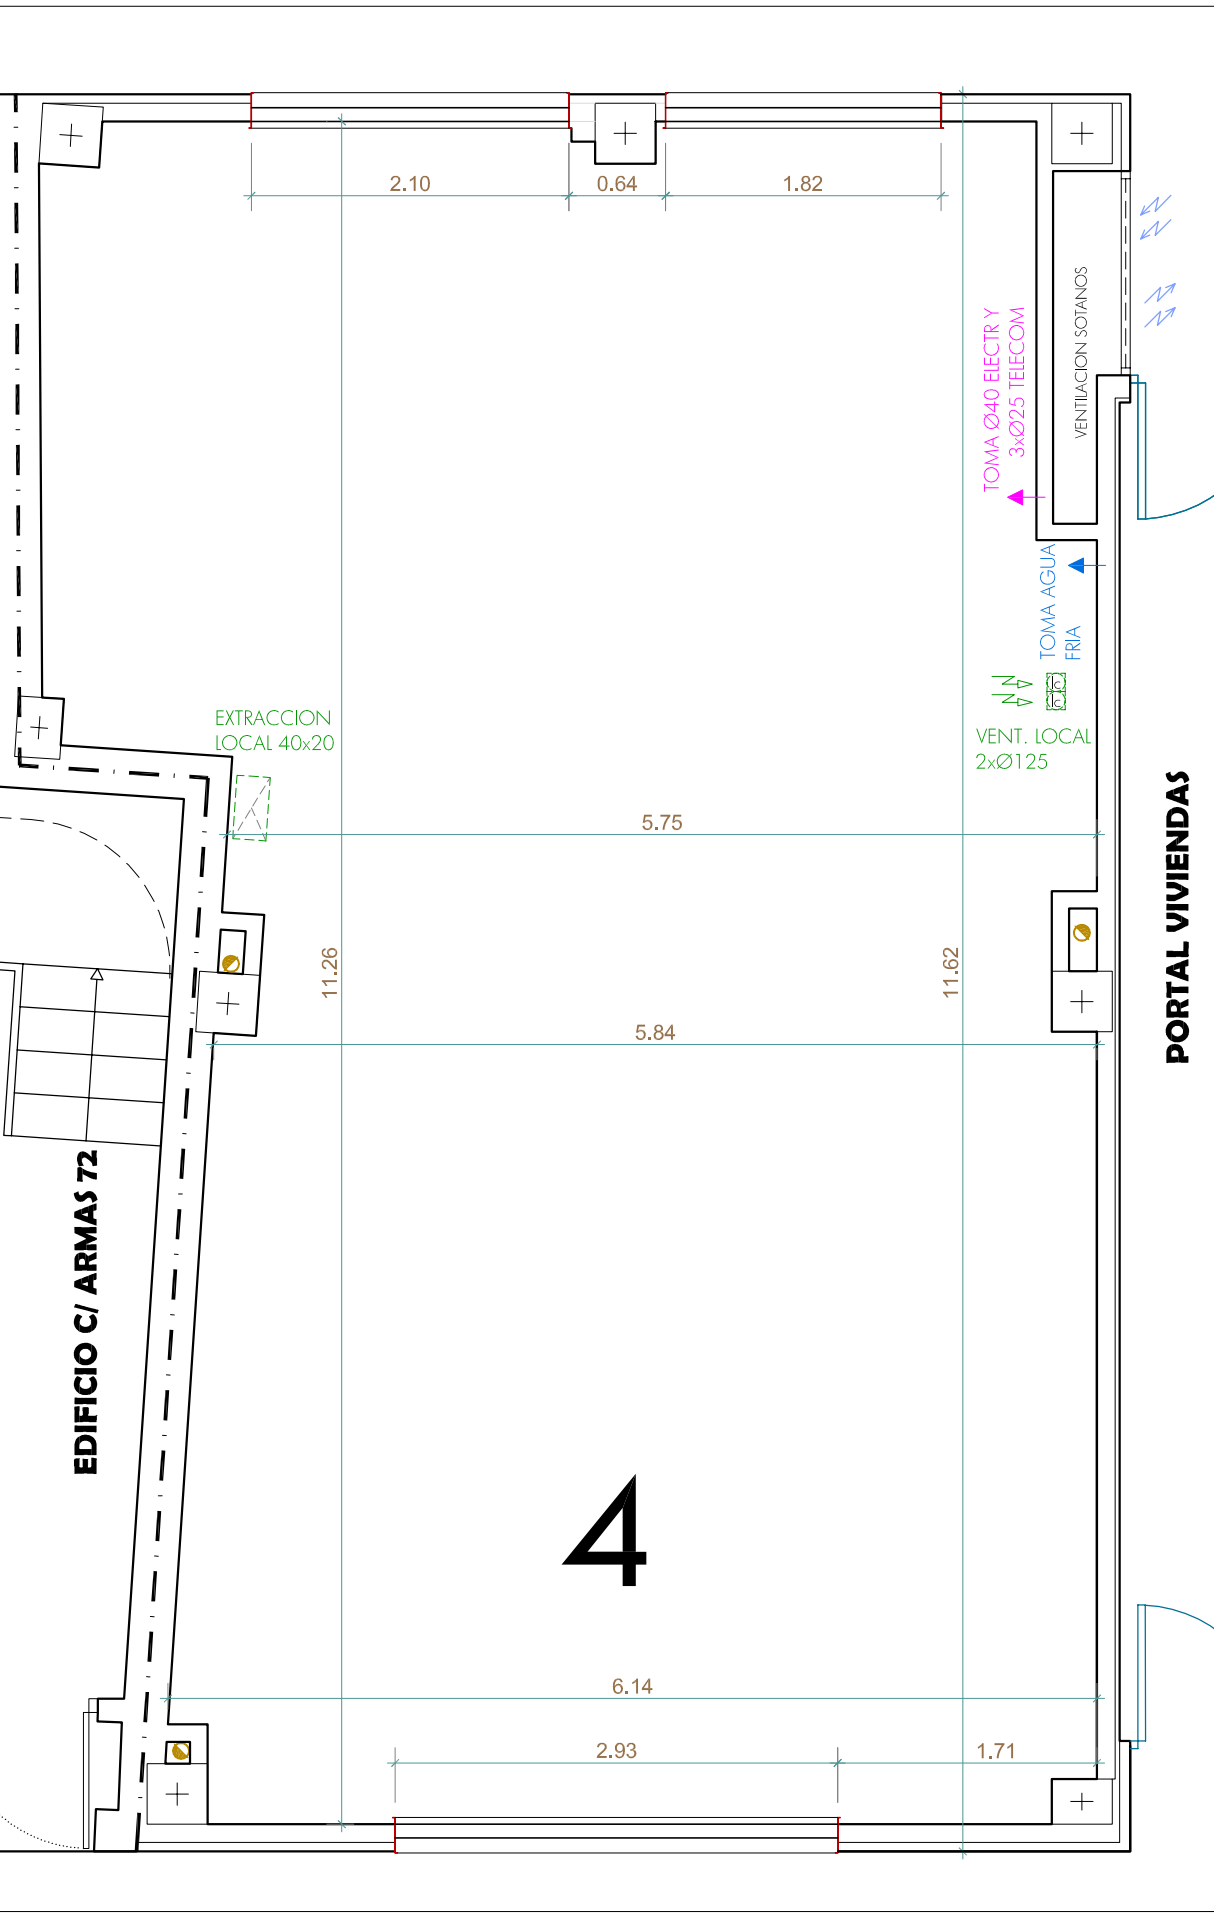 2.10
0.64
1.82
VENTILACION SOTANOS
TOMA Ø40 ELECTR Y
3xØ25 TELECOM
TOMA AGUA
FRIA
EXTRACCION
LOCAL 40x20
VENT. LOCAL
2xØ125
5.75
PORTAL VIVIENDAS
11.26
11.62
5.84
EDIFICIO C/ ARMAS 72
4
6.14
2.93
1.71